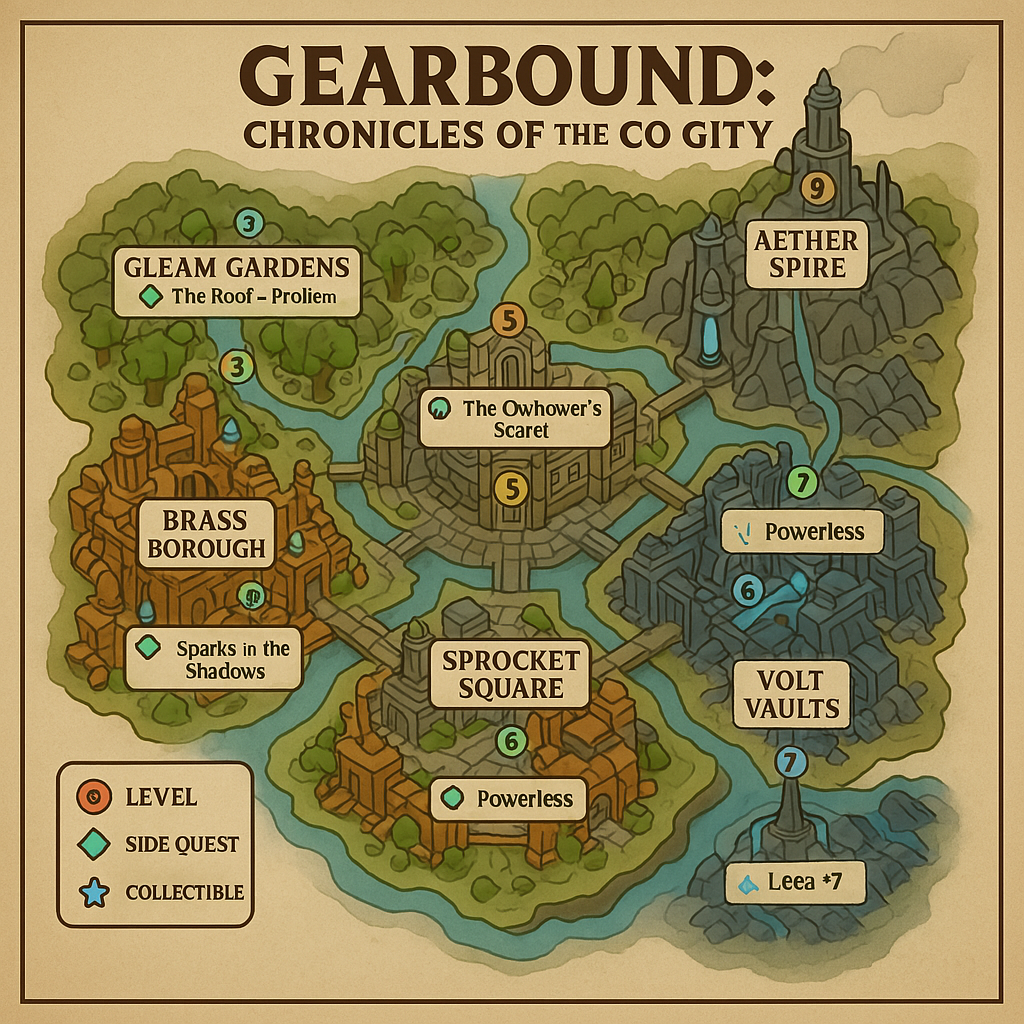 GEARBOUND:
CHRONICLES OF THE CO GITY
9
AETHER
SPIRE
3
GLEAM GARDENS
The Roof – Proliem
5
3
The Owhower's
Scaret
5
7
Powerless
BRASS
BOROUGH
6
Sparks in the
Shadows
SPROCKET
SQUARE
VOLT
VAULTS
6
7
Powerless
Leea *7
LEVEL
SIDE QUEST
COLLECTIBLE